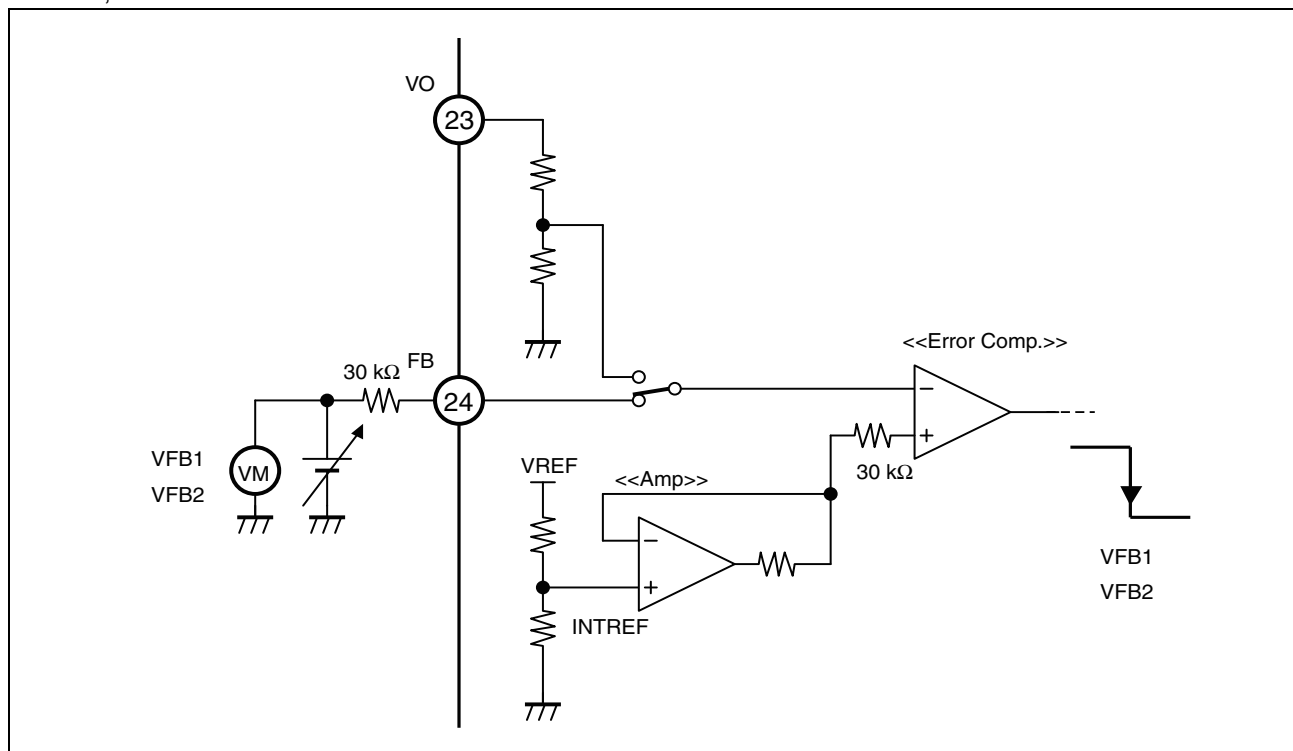 VO
23
<<Error Comp.>>
30 kΩ
FB
24
VFB1
VFB2
VM
VREF
<<Amp>>
30 kΩ
INTREF
VFB1
VFB2